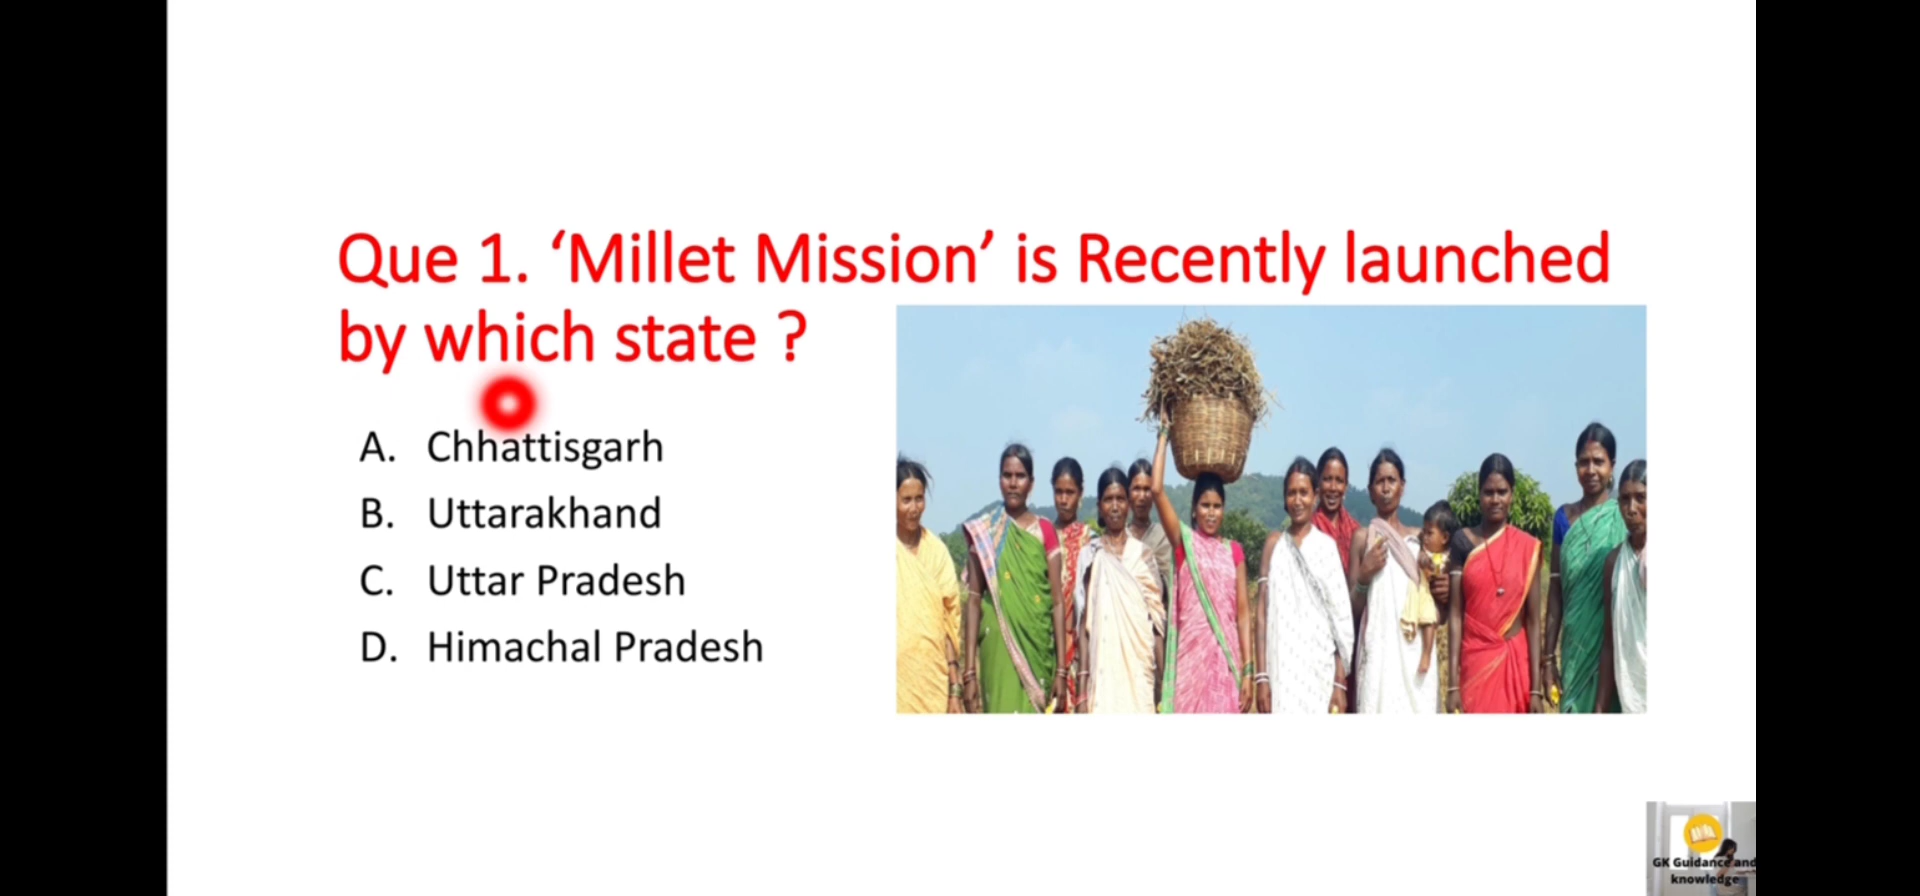 Que 1. ‘Millet Mission’ is Recently launched
by which state ?
A. Chhattisgarh
B. Uttarakhand
C. Uttar Pradesh
D. Himachal Pradesh
GK Guidance and
knowledge